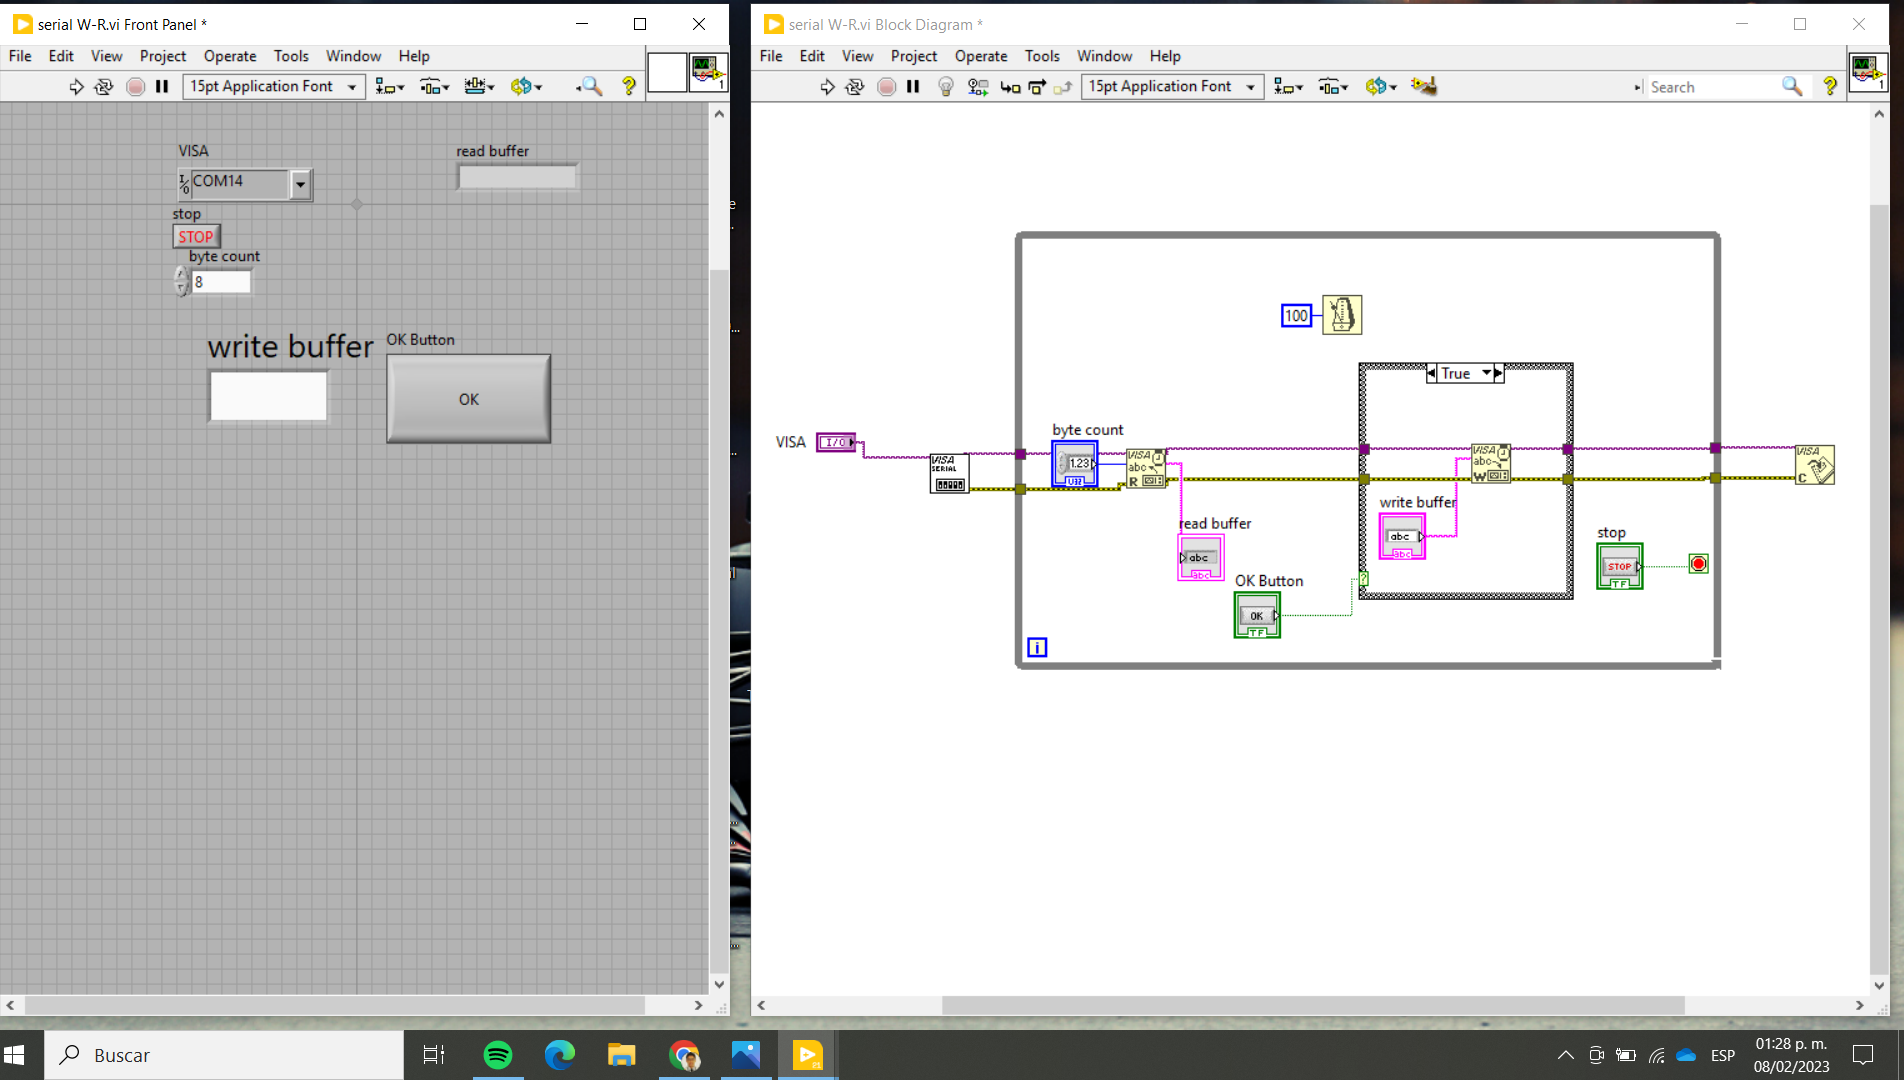 serial W-R.vi Front Panel *
File Edit View Project Operate Tools Window Help
15pt Application Font
1
VISA
I/O COM14
stop
STOP
byte count
8
read buffer
write buffer
OK Button
OK
serial W-R.vi Block Diagram *
File Edit View Project Operate Tools Window Help
15pt Application Font
Search
1
100
True
VISA
I/O
VISA
SERIAL
byte count
1.23
U32
VISA
abc
R
read buffer
abc
abc
OK Button
OK
TF
?
VISA
abc
W
write buffer
abc
abc
stop
STOP
TF
VISA
C
i
Buscar
ESP
01:28 p. m.
08/02/2023